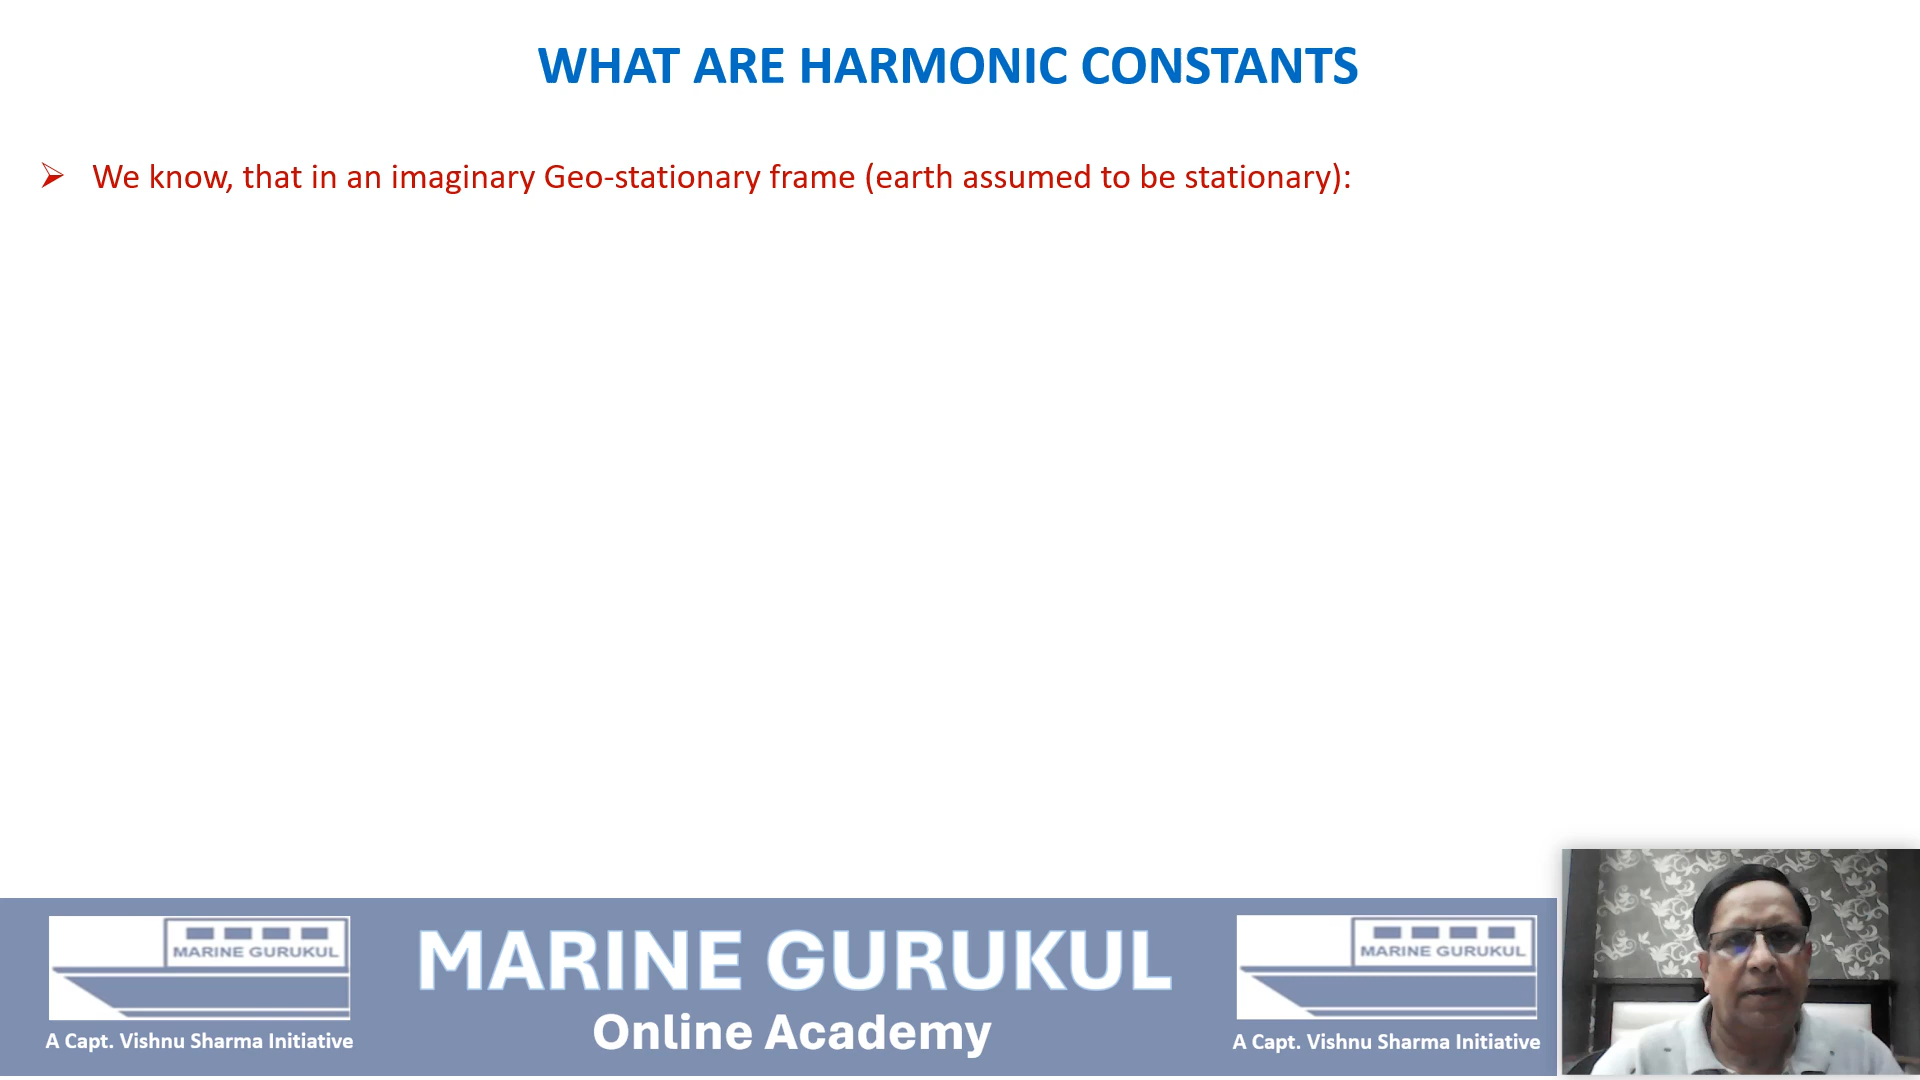 WHAT ARE HARMONIC CONSTANTS
➢ We know, that in an imaginary Geo-stationary frame (earth assumed to be stationary):
MARINE GURUKUL
A Capt. Vishnu Sharma Initiative
MARINE GURUKUL
Online Academy
MARINE GURUKUL
A Capt. Vishnu Sharma Initiative